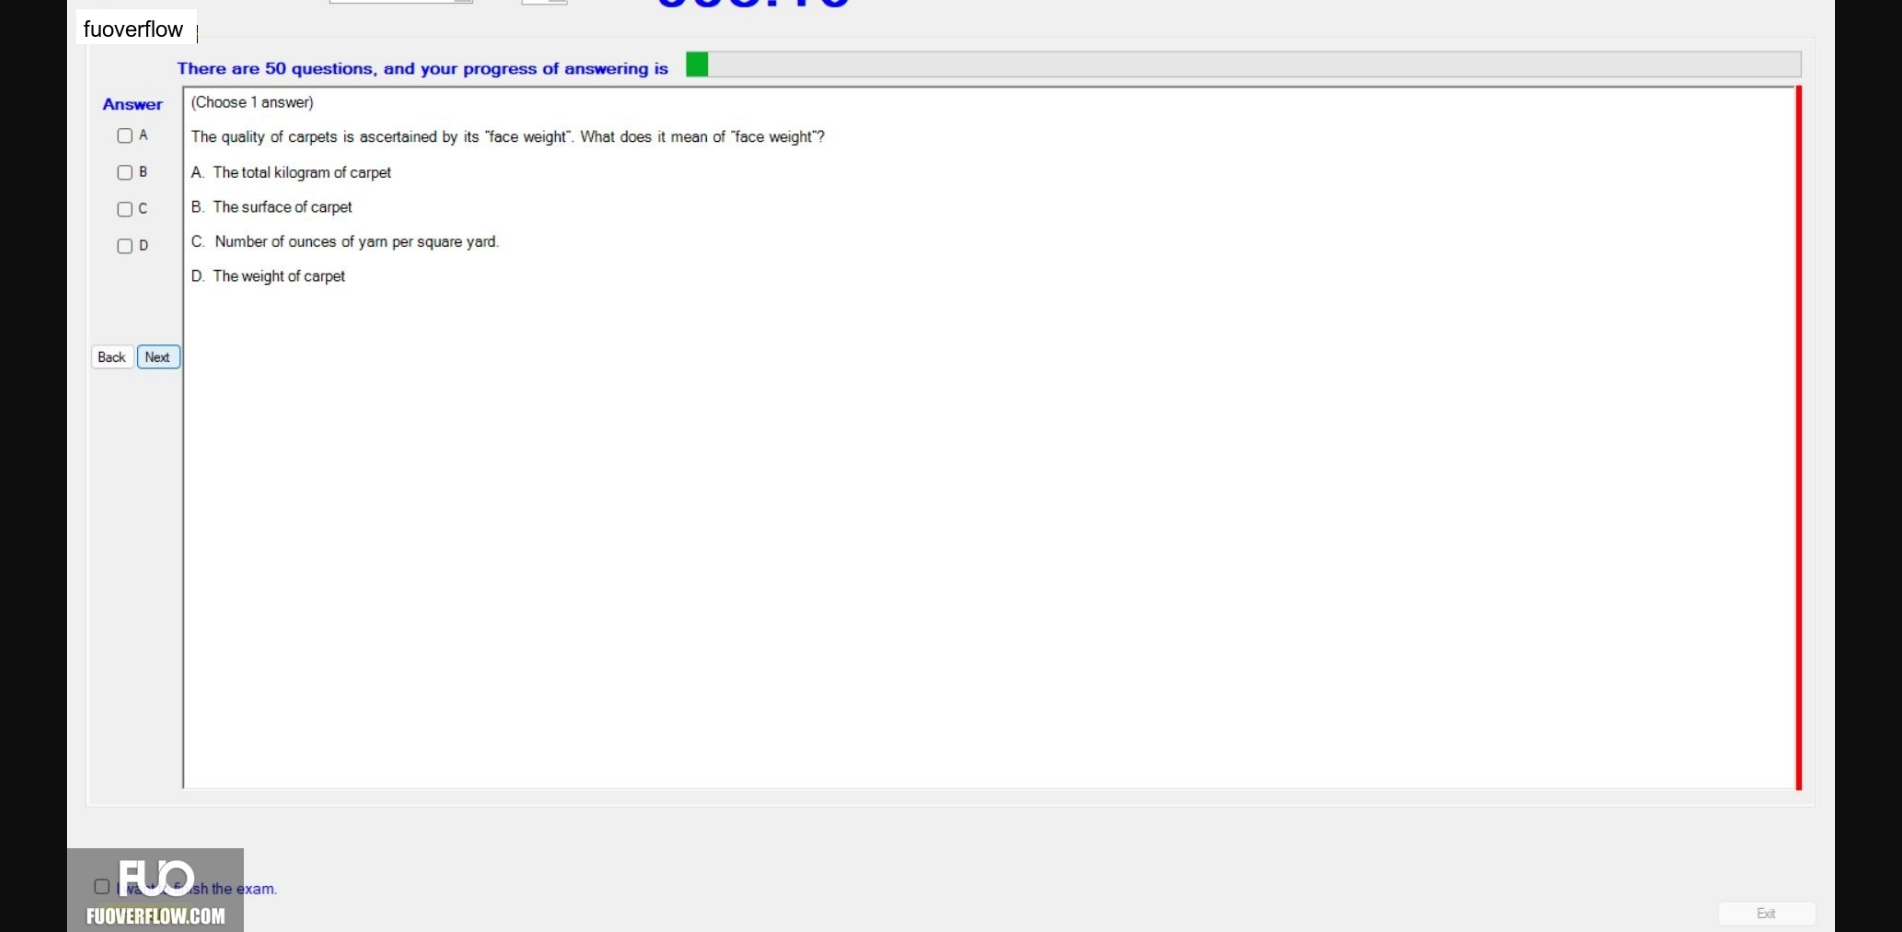 fuoverflow
There are 50 questions, and your progress of answering is
Answer
(Choose 1 answer)
A
The quality of carpets is ascertained by its "face weight". What does it mean of "face weight"?
B
A. The total kilogram of carpet
C
B. The surface of carpet
D
C. Number of ounces of yarn per square yard.
D. The weight of carpet
Back Next
FUO
I want finish the exam.
FUOVERFLOW.COM
Exit